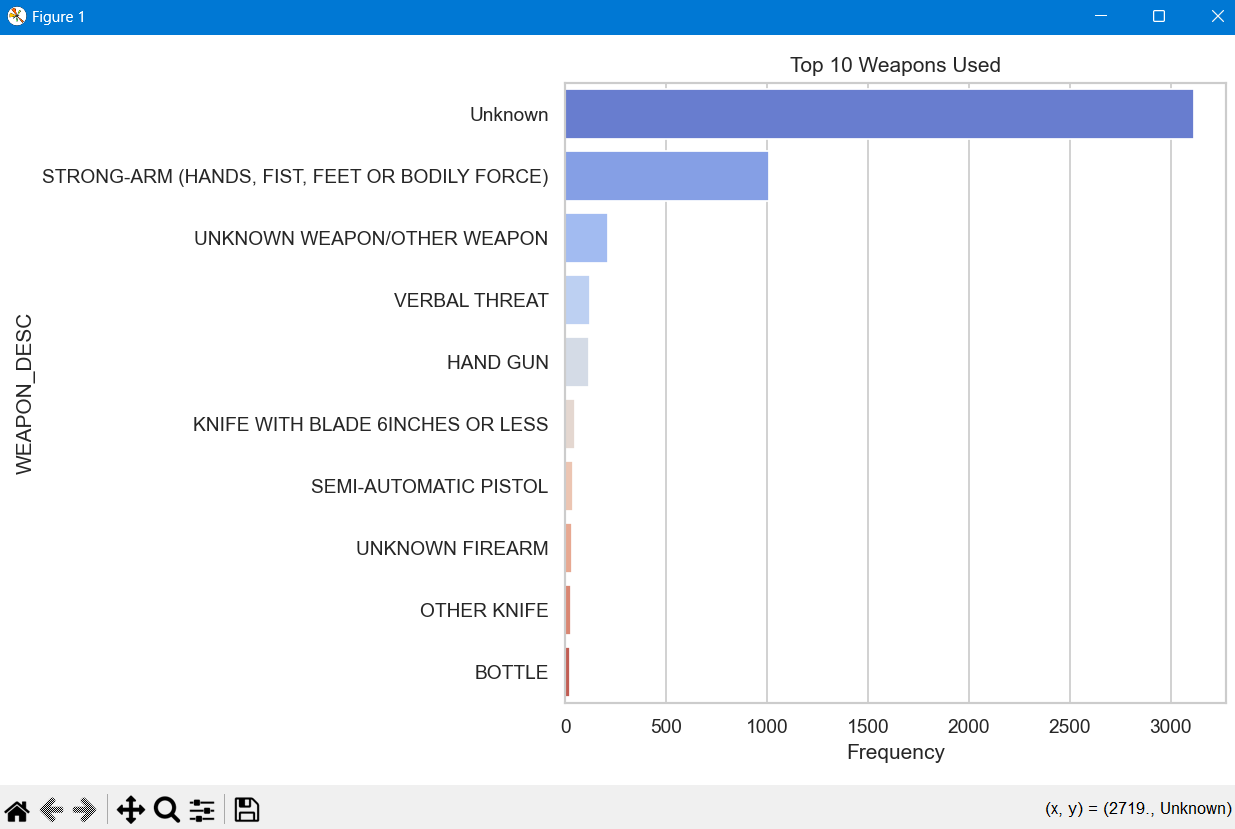 Figure 1
Top 10 Weapons Used
Unknown
STRONG-ARM (HANDS, FIST, FEET OR BODILY FORCE)
UNKNOWN WEAPON/OTHER WEAPON
VERBAL THREAT
HAND GUN
KNIFE WITH BLADE 6INCHES OR LESS
SEMI-AUTOMATIC PISTOL
UNKNOWN FIREARM
OTHER KNIFE
BOTTLE
WEAPON_DESC
0 500 1000 1500 2000 2500 3000
Frequency
(x, y) = (2719., Unknown)